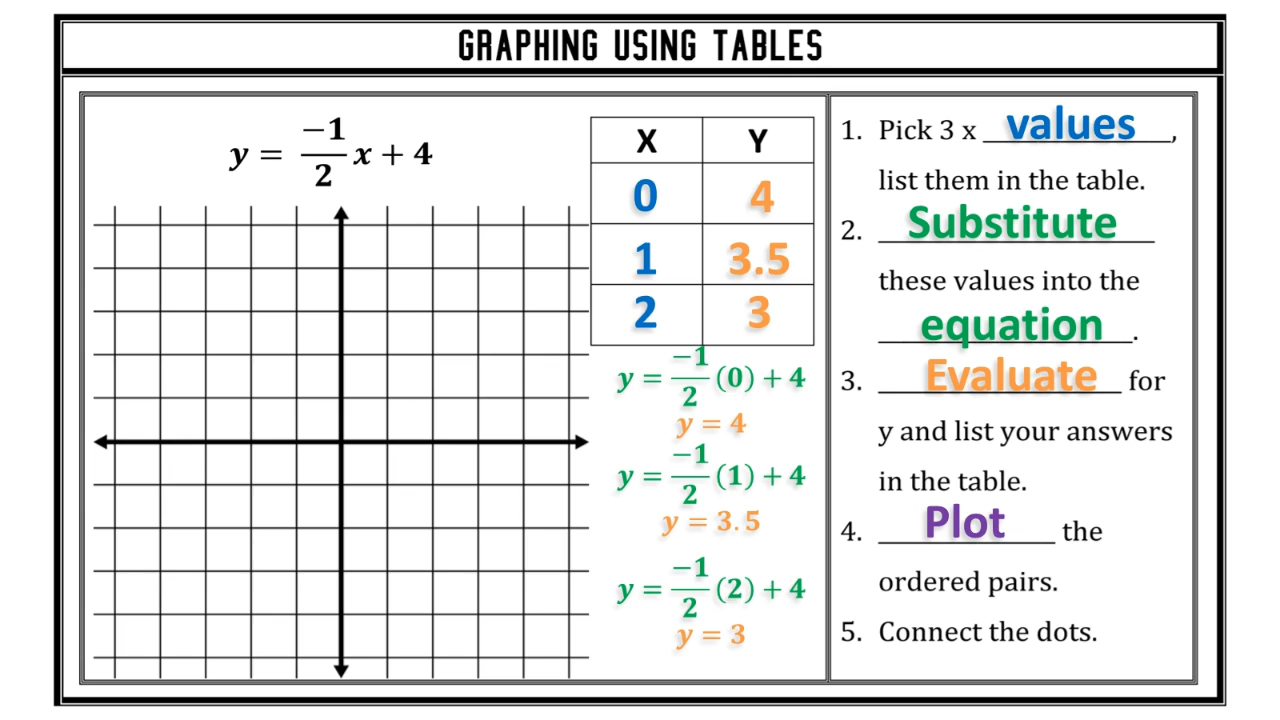 GRAPHING USING TABLES
y = −1/2 x + 4
X Y
0 4
1 3.5
2 3
y = −1/2 (0) + 4
y = 4
y = −1/2 (1) + 4
y = 3.5
y = −1/2 (2) + 4
y = 3
1. Pick 3 x values,
list them in the table.
2. Substitute
these values into the
equation.
3. Evaluate for
y and list your answers
in the table.
4. Plot the
ordered pairs.
5. Connect the dots.